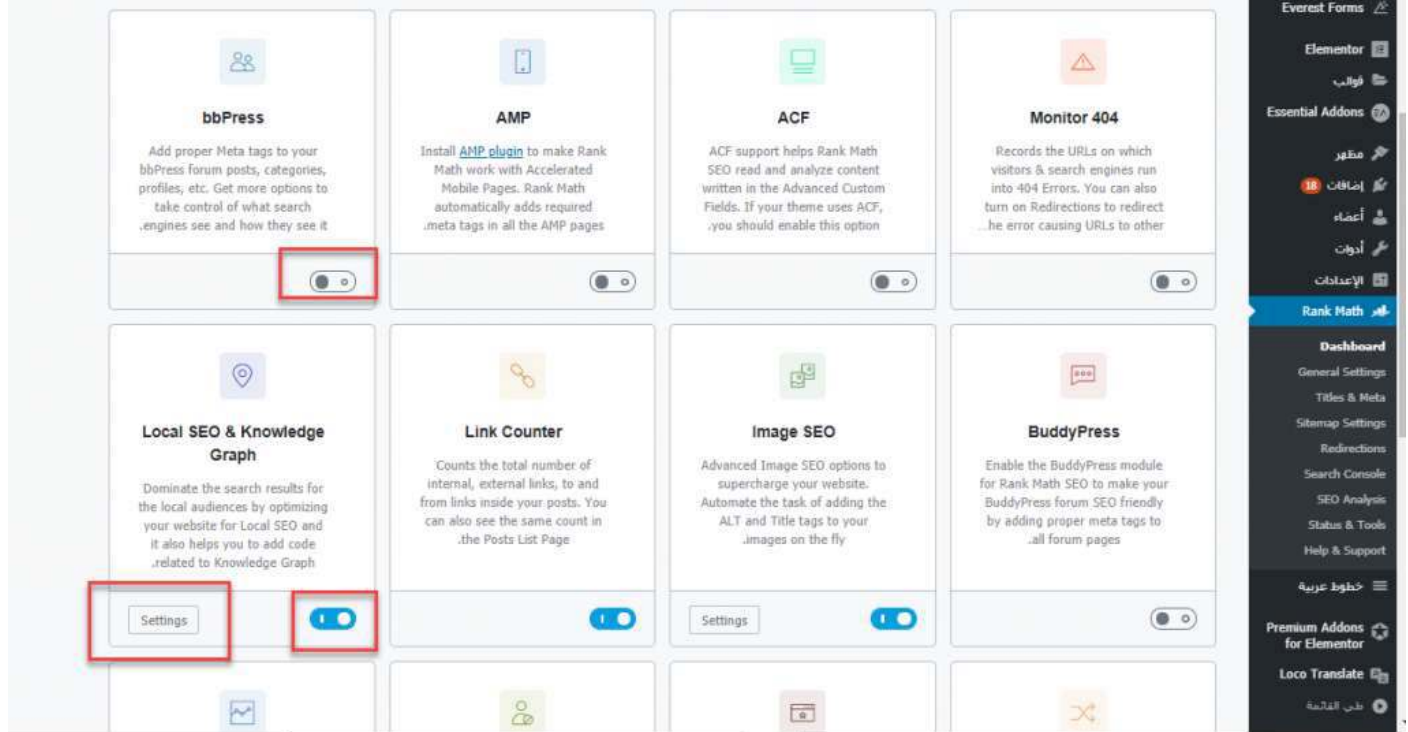 bbPress
Add proper Meta tags to your
bbPress forum posts, categories,
profiles, etc. Get more options to
take control of what search
.engines see and how they see it
AMP
Install AMP plugin to make Rank
Math work with Accelerated
Mobile Pages. Rank Math
automatically adds required
.meta tags in all the AMP pages
ACF
ACF support helps Rank Math
SEO read and analyze content
written in the Advanced Custom
Fields. If your theme uses ACF,
.you should enable this option
Monitor 404
Records the URLs on which
visitors & search engines run
into 404 Errors. You can also
turn on Redirections to redirect
...he error causing URLs to other
Local SEO & Knowledge
Graph
Dominate the search results for
the local audiences by optimizing
your website for Local SEO and
it also helps you to add code
.related to Knowledge Graph
Settings
Link Counter
Counts the total number of
internal, external links, to and
from links inside your posts. You
can also see the same count in
.the Posts List Page
Image SEO
Advanced Image SEO options to
supercharge your website.
Automate the task of adding the
ALT and Title tags to your
.images on the fly
Settings
BuddyPress
Enable the BuddyPress module
for Rank Math SEO to make your
BuddyPress forum SEO friendly
by adding proper meta tags to
.all forum pages
Everest Forms
Elementor
قوالب
Essential Addons
مظهر
إضافات 18
أعضاء
أدوات
الإعدادات
Rank Math
Dashboard
General Settings
Titles & Meta
Sitemap Settings
Redirections
Search Console
SEO Analysis
Status & Tools
Help & Support
خطوط عربية
Premium Addons
for Elementor
Loco Translate
طي القائمة